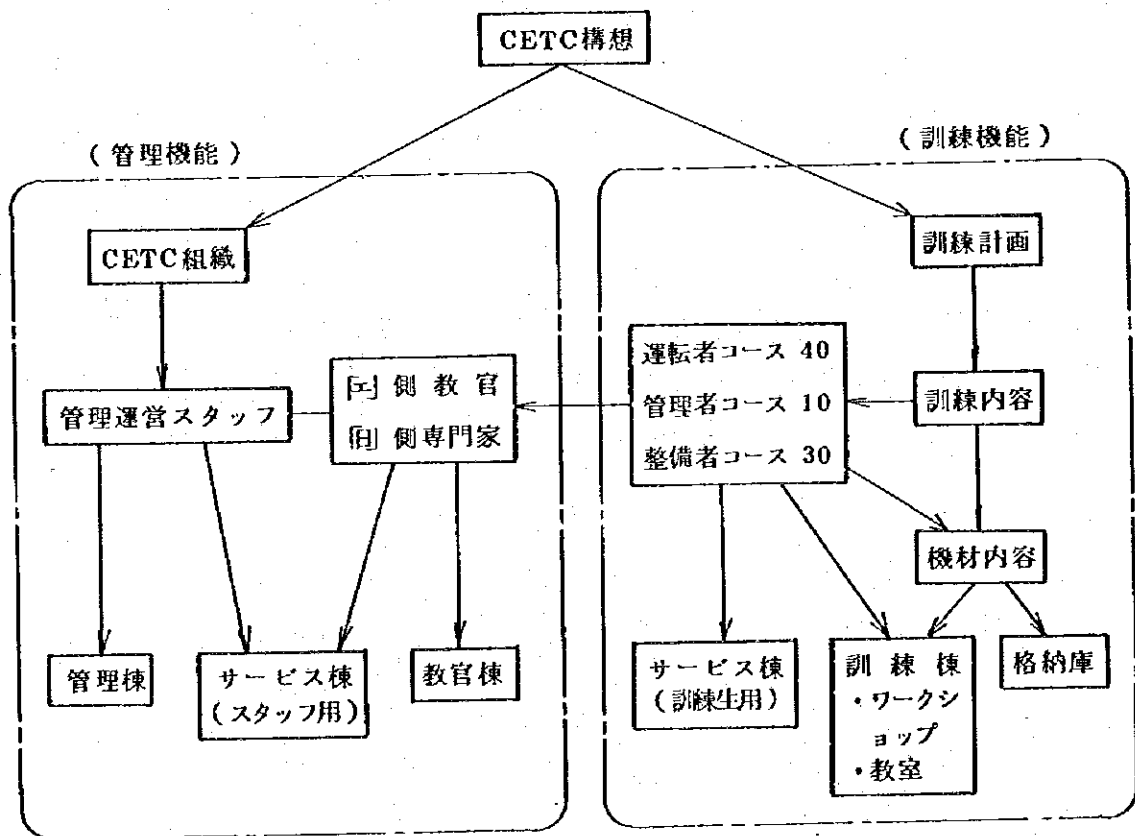 CETC構想
(管理機能)
(訓練機能)
CETC組織
訓練計画
管理運営スタッフ
[エ]側教官
[日]側専門家
運転者コース 40
管理者コース 10
整備者コース 30
訓練内容
機材内容
管理棟
サービス棟
(スタッフ用)
教官棟
サービス棟
(訓練生用)
訓練棟
・ワークシ
ョップ
・教室
格納庫